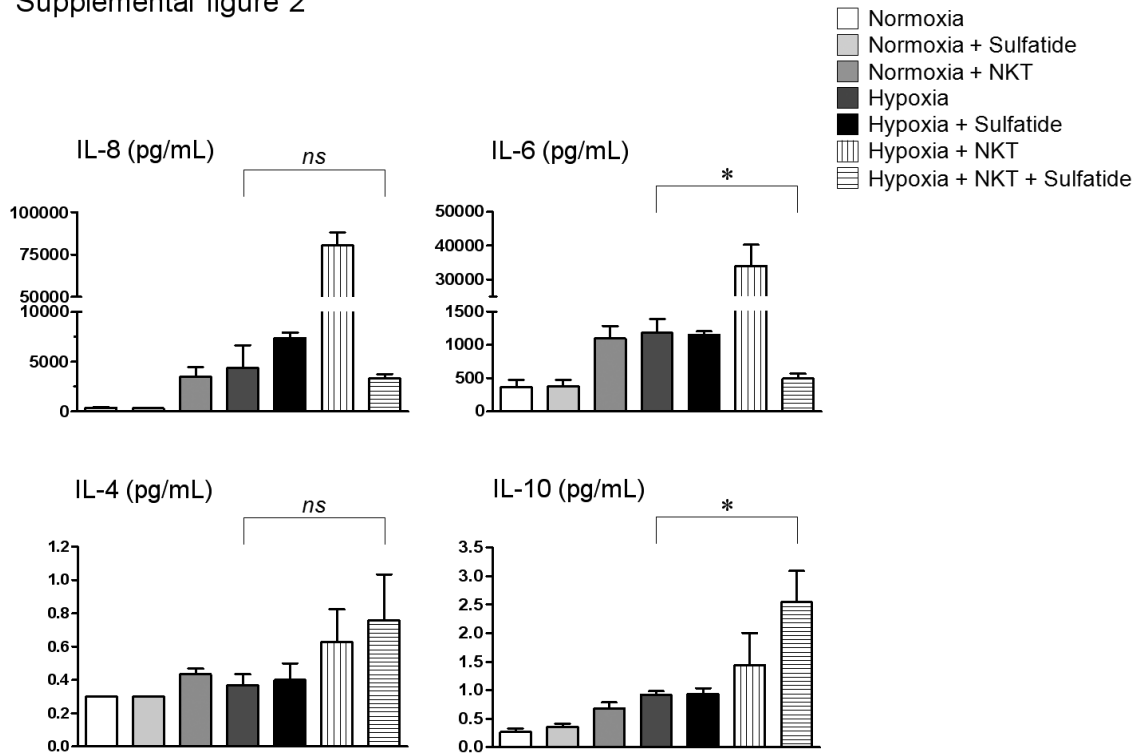 Supplemental figure 2
Normoxia
Normoxia + Sulfatide
Normoxia + NKT
Hypoxia
Hypoxia + Sulfatide
Hypoxia + NKT
Hypoxia + NKT + Sulfatide
IL-8 (pg/mL)
ns
100000
75000
50000
10000
5000
0
IL-6 (pg/mL)
*
50000
40000
30000
1500
1000
500
0
IL-4 (pg/mL)
ns
1.2
1.0
0.8
0.6
0.4
0.2
0.0
IL-10 (pg/mL)
*
3.5
3.0
2.5
2.0
1.5
1.0
0.5
0.0